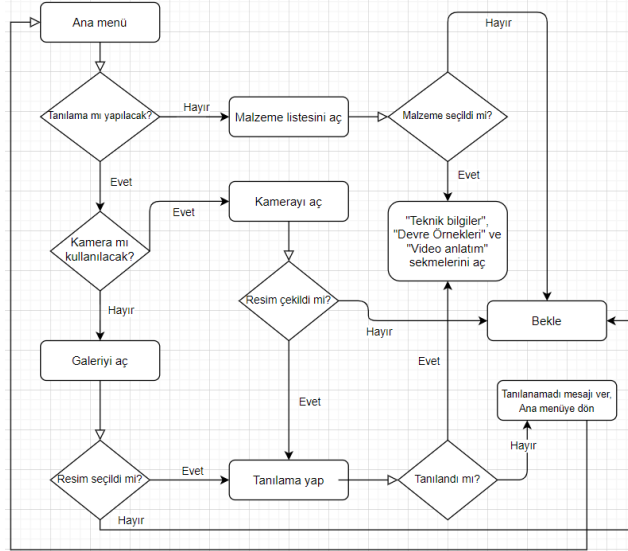 Ana menü
Hayır
Tanılama mı yapılacak?
Hayır
Malzeme listesini aç
Malzeme seçildi mi?
Evet
Evet
Kamerayı aç
Evet
"Teknik bilgiler",
"Devre Örnekleri" ve
"Video anlatım"
sekmelerini aç
Kamera mı
kullanılacak?
Resim çekildi mi?
Hayır
Hayır
Bekle
Galeriyi aç
Evet
Evet
Tanılanamadı mesajı ver,
Ana menüye dön
Hayır
Resim seçildi mi?
Evet
Tanılama yap
Tanılandı mı?
Hayır